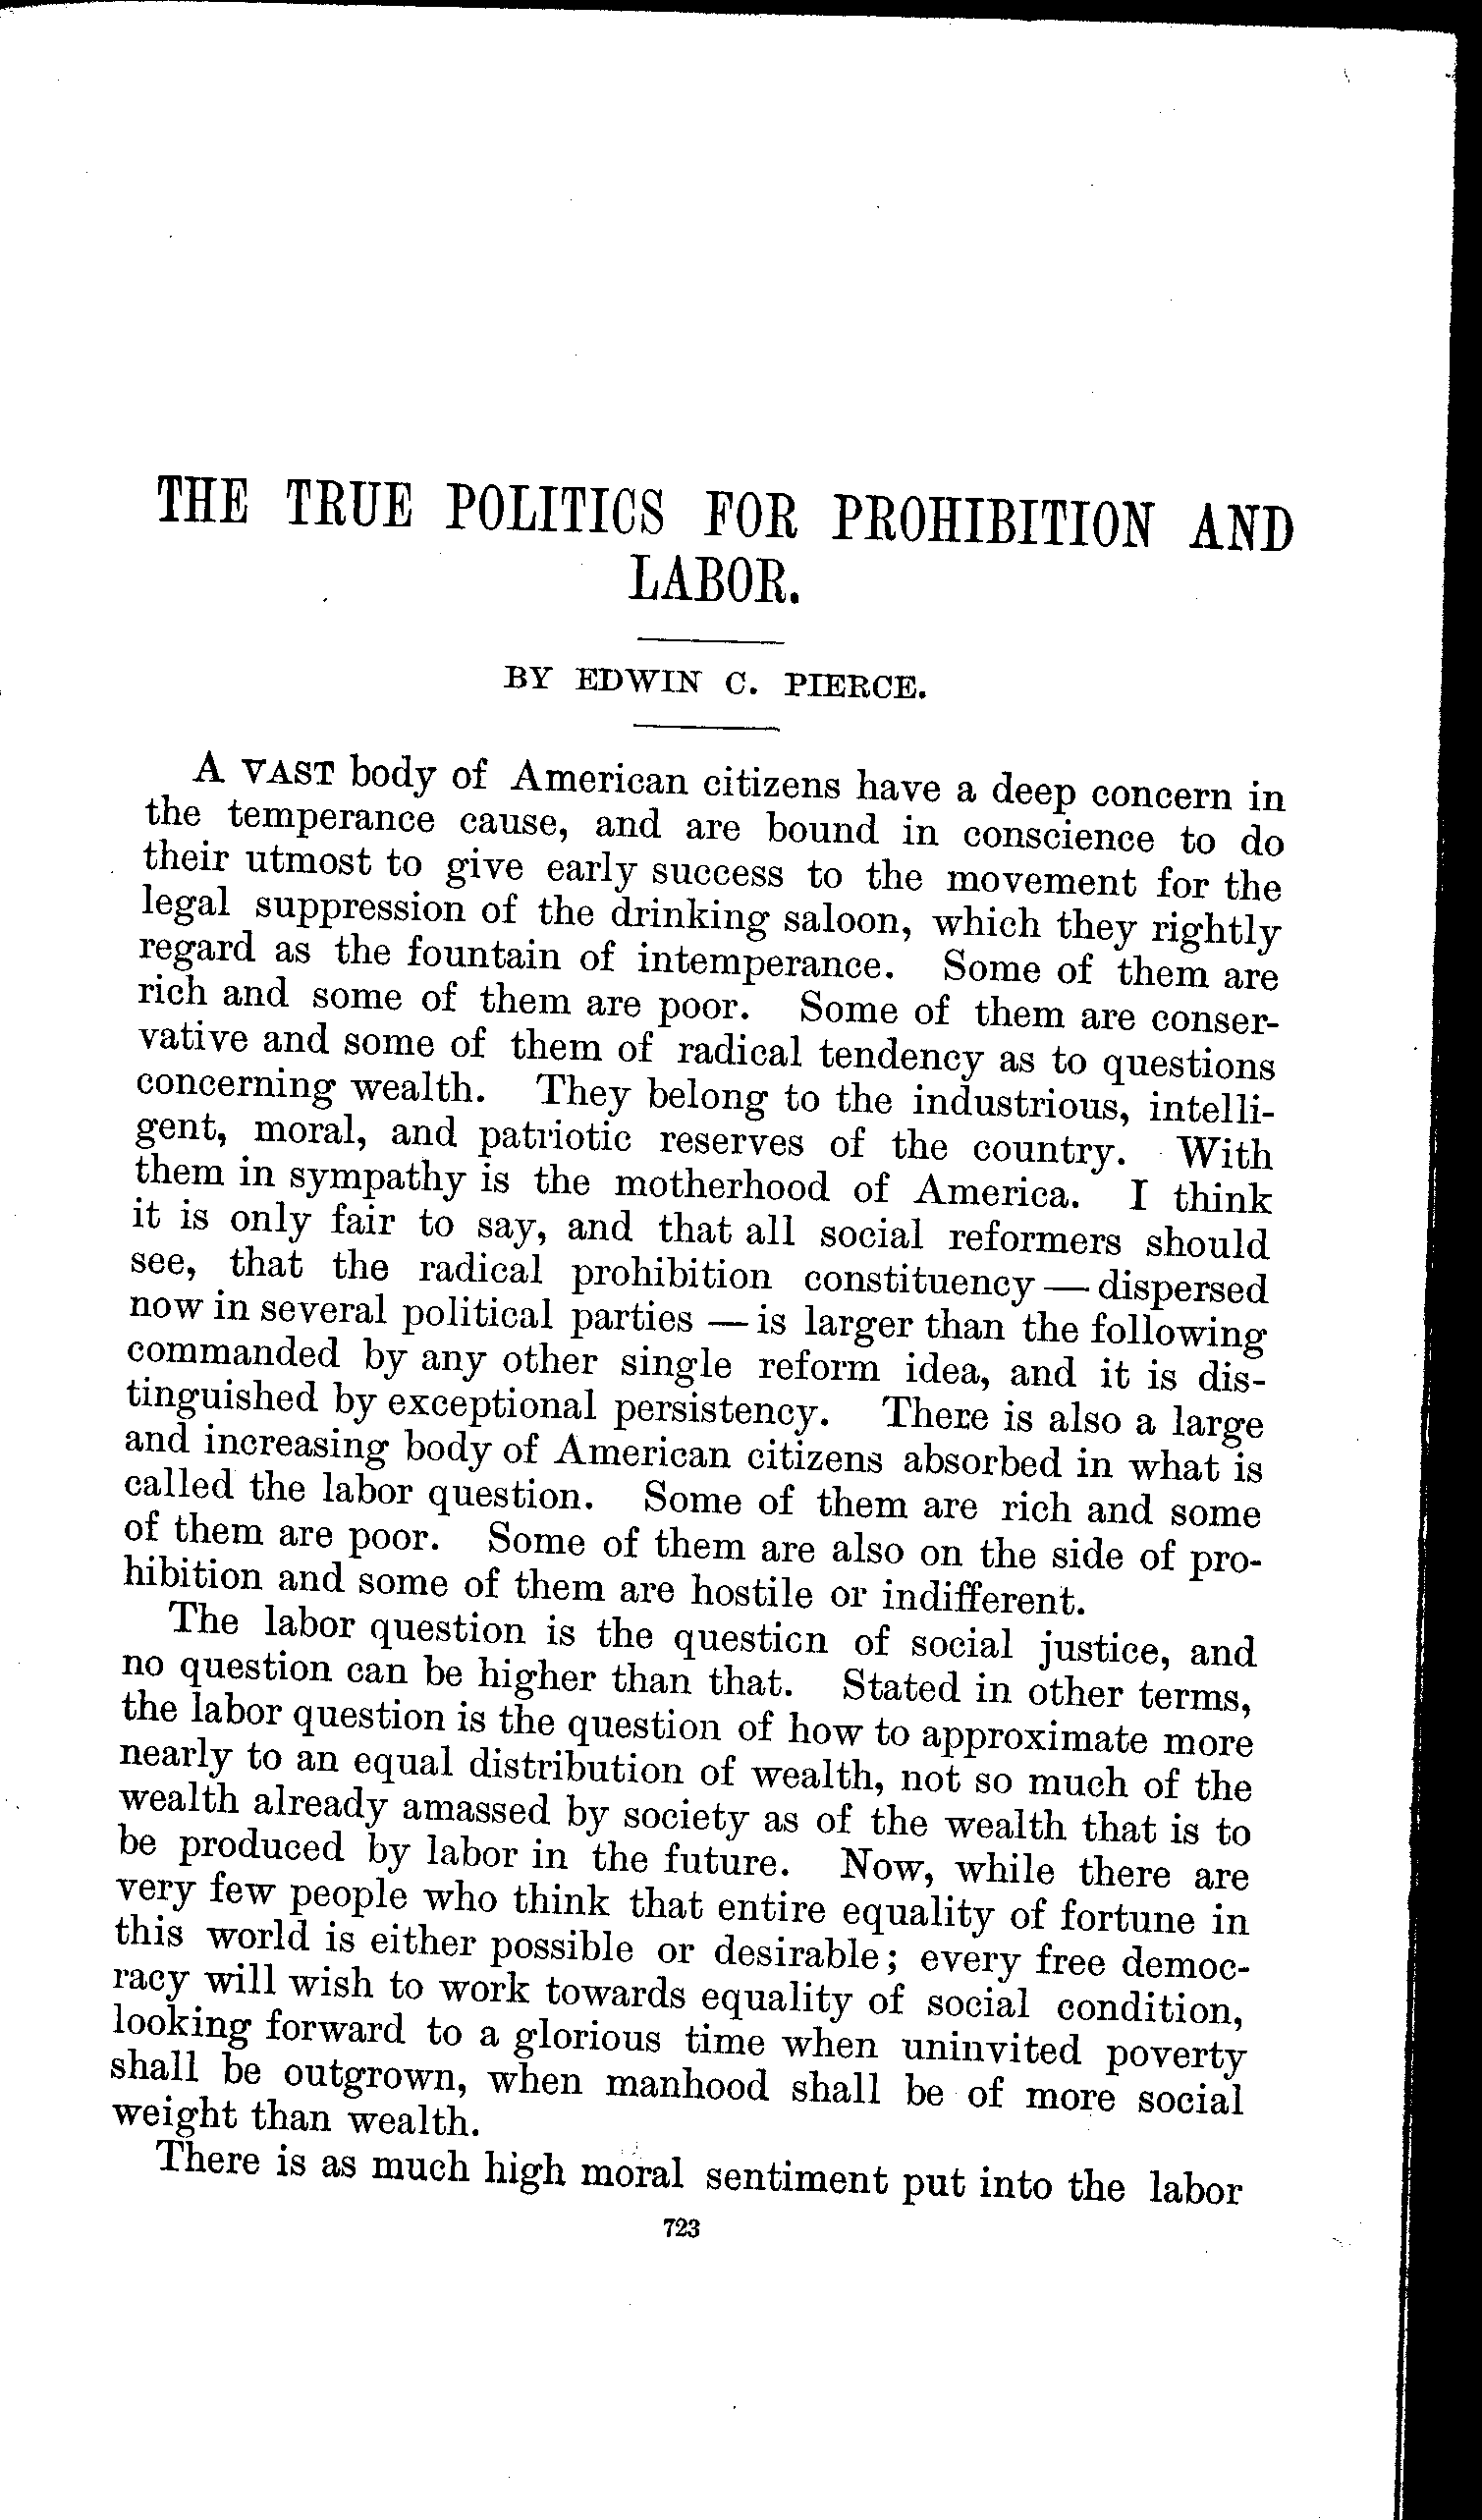 THE TRUE POLITICS FOR PROHIBITION AND
LABOR.
BY EDWIN C. PIERCE.
A VAST body of American citizens have a deep concern in
the temperance cause, and are bound in conscience to do
their utmost to give early success to the movement for the
legal suppression of the drinking saloon, which they rightly
regard as the fountain of intemperance. Some of them are
rich and some of them are poor. Some of them are conser-
vative and some of them of radical tendency as to questions
concerning wealth. They belong to the industrious, intelli-
gent, moral, and patriotic reserves of the country. With
them in sympathy is the motherhood of America. I think
it is only fair to say, and that all social reformers should
see, that the radical prohibition constituency — dispersed
now in several political parties — is larger than the following
commanded by any other single reform idea, and it is dis-
tinguished by exceptional persistency. There is also a large
and increasing body of American citizens absorbed in what is
called the labor question. Some of them are rich and some
of them are poor. Some of them are also on the side of pro-
hibition and some of them are hostile or indifferent.
The labor question is the question of social justice, and
no question can be higher than that. Stated in other terms,
the labor question is the question of how to approximate more
nearly to an equal distribution of wealth, not so much of the
wealth already amassed by society as of the wealth that is to
be produced by labor in the future. Now, while there are
very few people who think that entire equality of fortune in
this world is either possible or desirable; every free democ-
racy will wish to work towards equality of social condition,
looking forward to a glorious time when uninvited poverty
shall be outgrown, when manhood shall be of more social
weight than wealth.
There is as much high moral sentiment put into the labor
723